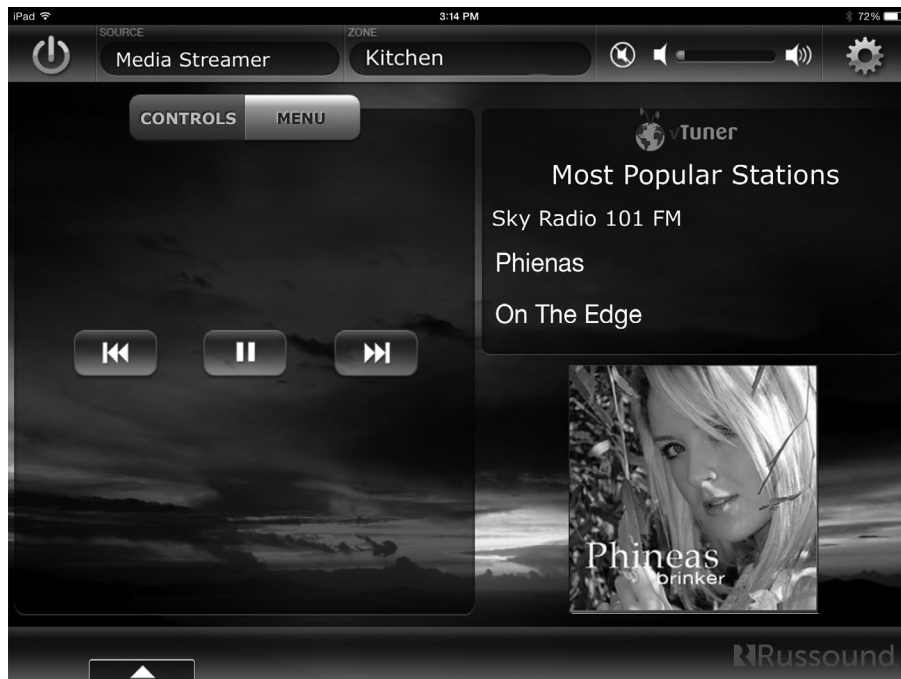 iPad 3:14 PM 72%
SOURCE
Media Streamer
ZONE
Kitchen
CONTROLS MENU
vTuner
Most Popular Stations
Sky Radio 101 FM
Phienas
On The Edge
Phineas
brinker
Russound